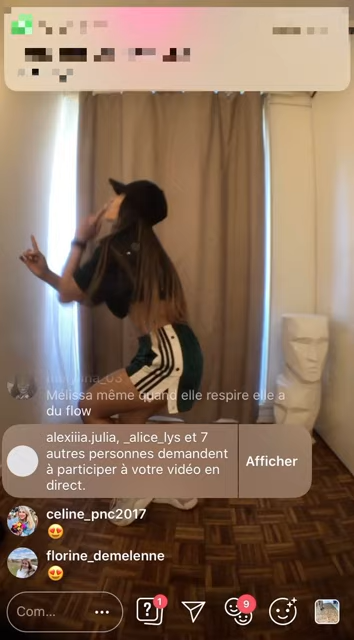 Mélissa même quand elle respire elle a
du flow
alexiiia.julia, _alice_lys et 7
autres personnes demandent
à participer à votre vidéo en
direct.
Afficher
celine_pnc2017
😍
florine_demelenne
😍
Com...
1
9